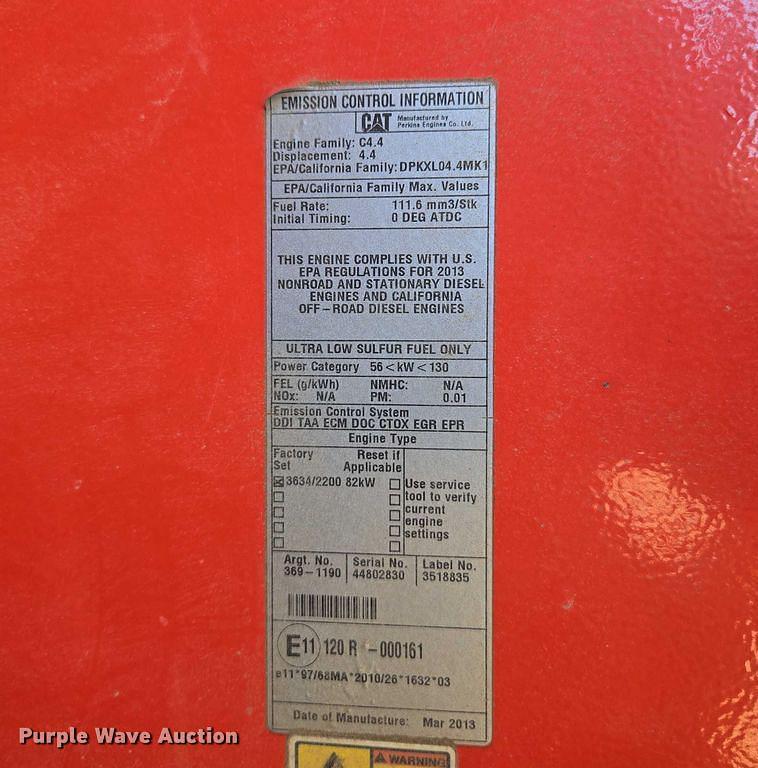 EMISSION CONTROL INFORMATION
CAT Manufactured by
Perkins Engines Co. Ltd.
Engine Family: C4.4
Displacement: 4.4
EPA/California Family: DPKXL04.4MK1
EPA/California Family Max. Values
Fuel Rate: 111.6 mm3/Stk
Initial Timing: 0 DEG ATDC
THIS ENGINE COMPLIES WITH U.S.
EPA REGULATIONS FOR 2013
NONROAD AND STATIONARY DIESEL
ENGINES AND CALIFORNIA
OFF-ROAD DIESEL ENGINES
ULTRA LOW SULFUR FUEL ONLY
Power Category 56<kW<130
FEL (g/kWh) NMHC: N/A
NOx: N/A PM: 0.01
Emission Control System
DDI TAA ECM DOC CTOX EGR EPR
Engine Type
Factory Reset if
Set Applicable
3634/2200 82kW Use service
tool to verify
current
engine
settings
Argt. No. Serial No. Label No.
369-1190 44802830 3518835
E11 120 R -000161
e11*97/68MA*2010/26*1632*03
Date of Manufacture: Mar 2013
WARNING
Purple Wave Auction